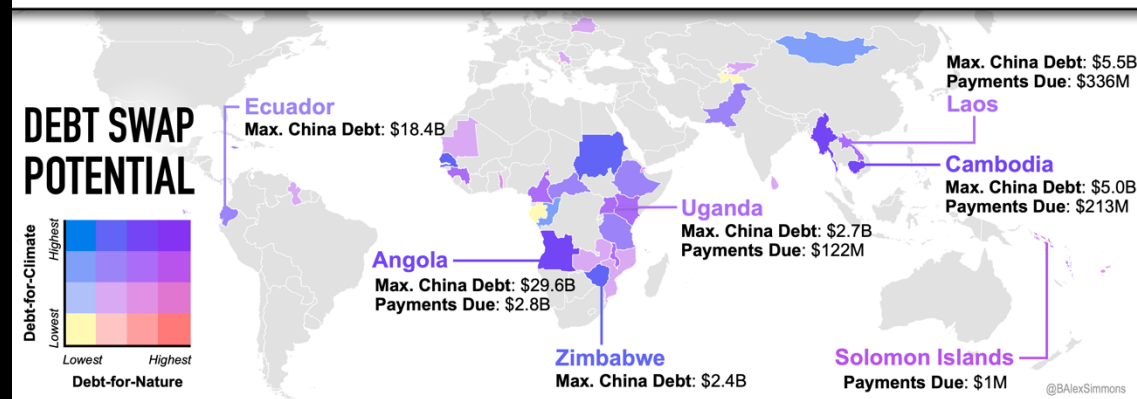 DEBT SWAP
POTENTIAL
Highest
Debt-for-Climate
Lowest
Lowest
Highest
Debt-for-Nature
Ecuador
Max. China Debt: $18.4B
Angola
Max. China Debt: $29.6B
Payments Due: $2.8B
Zimbabwe
Max. China Debt: $2.4B
Uganda
Max. China Debt: $2.7B
Payments Due: $122M
Max. China Debt: $5.5B
Payments Due: $336M
Laos
Cambodia
Max. China Debt: $5.0B
Payments Due: $213M
Solomon Islands
Payments Due: $1M
@BAlexSimmons